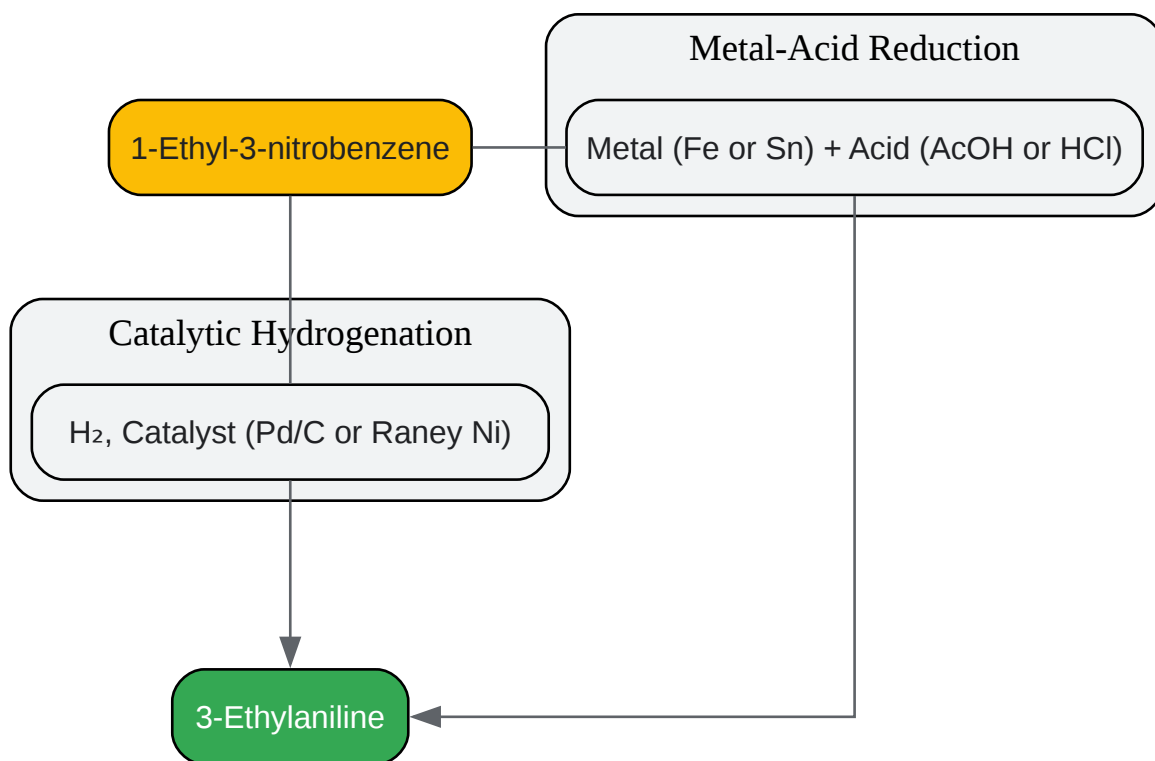 Metal-Acid Reduction
1-Ethyl-3-nitrobenzene
Metal (Fe or Sn) + Acid (AcOH or HCl)
Catalytic Hydrogenation
H₂, Catalyst (Pd/C or Raney Ni)
3-Ethylaniline